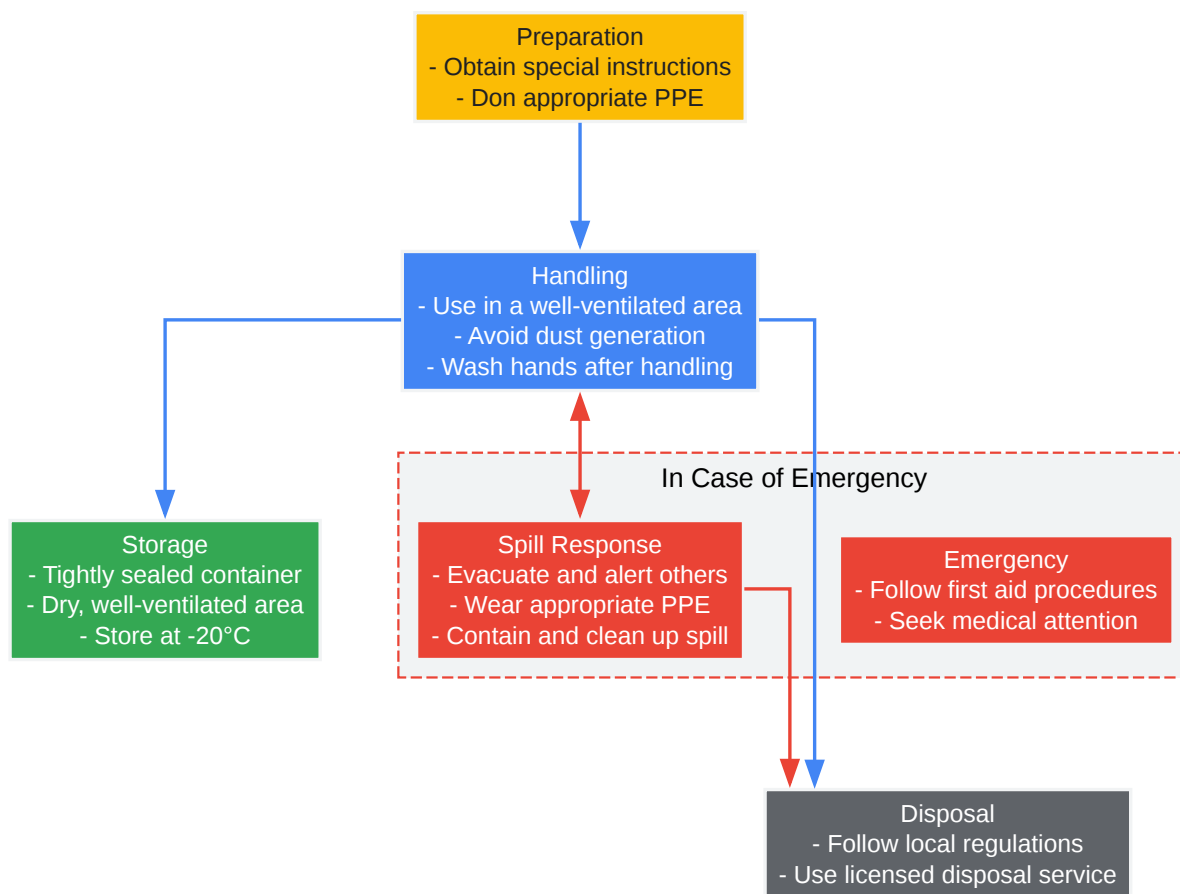 Preparation
- Obtain special instructions
- Don appropriate PPE
Handling
- Use in a well-ventilated area
- Avoid dust generation
- Wash hands after handling
In Case of Emergency
Storage
- Tightly sealed container
- Dry, well-ventilated area
- Store at -20°C
Spill Response
- Evacuate and alert others
- Wear appropriate PPE
- Contain and clean up spill
Emergency
- Follow first aid procedures
- Seek medical attention
Disposal
- Follow local regulations
- Use licensed disposal service